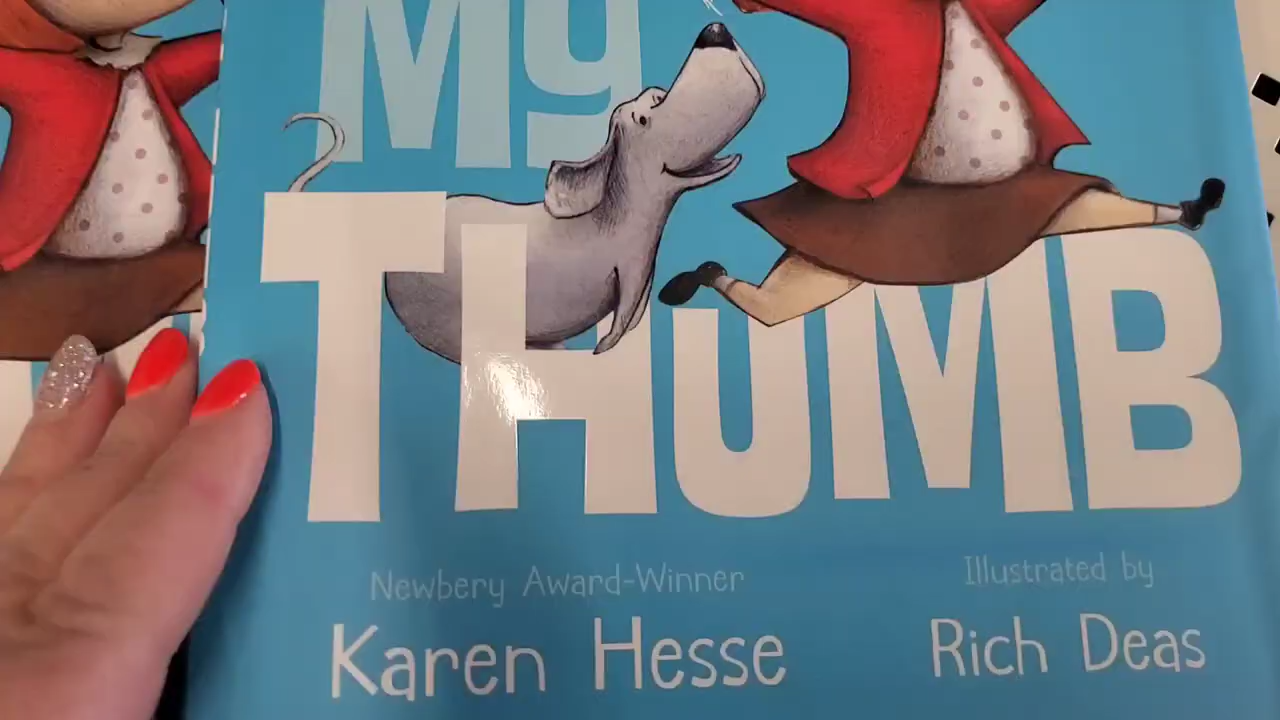 My
THUMB
Newbery Award-Winner
Illustrated by
Karen Hesse
Rich Deas